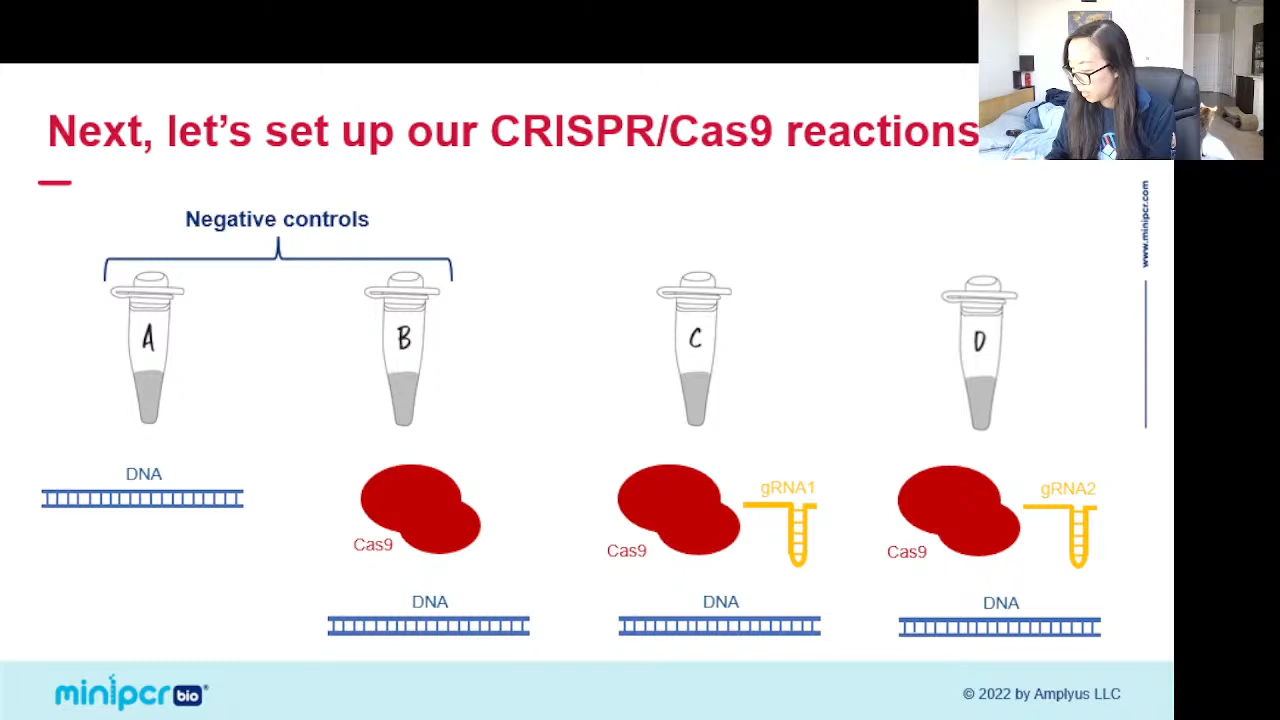 Next, let's set up our CRISPR/Cas9 reactions
www.minipcr.com
Negative controls
A
B
C
D
DNA
Cas9
DNA
Cas9
gRNA1
DNA
Cas9
gRNA2
DNA
minipcr bio®
© 2022 by Amplyus LLC